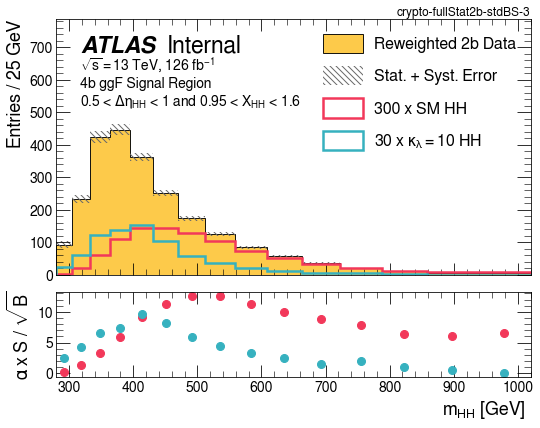 crypto-fullStat2b-stdBS-3
ATLAS Internal
√s = 13 TeV, 126 fb⁻¹
4b ggF Signal Region
0.5 < Δη_HH < 1 and 0.95 < X_HH < 1.6
Reweighted 2b Data
Stat. + Syst. Error
300 x SM HH
30 x κ_λ = 10 HH
Entries / 25 GeV
700
600
500
400
300
200
100
0
α x S / √B
10
5
0
300 400 500 600 700 800 900 1000
m_HH [GeV]